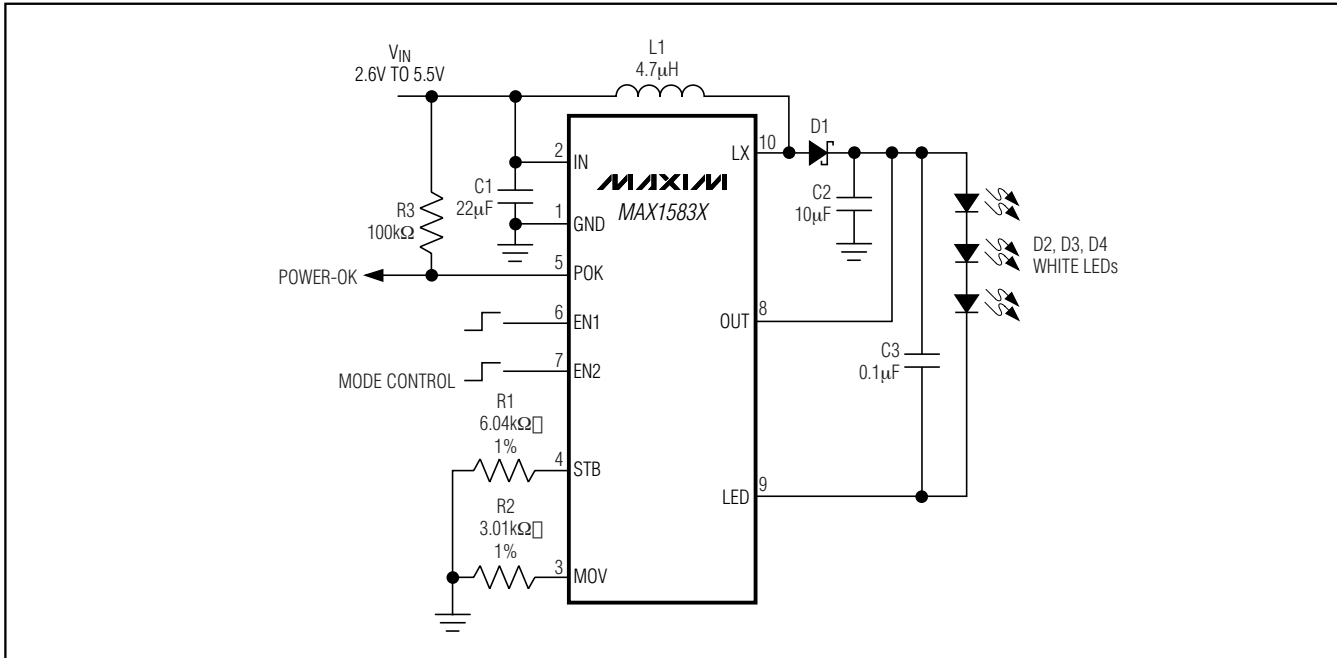 VIN
2.6V TO 5.5V
L1
4.7μH
D1
10
LX
2
IN
MAXIM
MAX1583X
C1
22μF
1
GND
C2
10μF
R3
100kΩ
D2, D3, D4
WHITE LEDs
POWER-OK
5
POK
6
EN1
8
OUT
7
EN2
MODE CONTROL
C3
0.1μF
R1
6.04kΩ□
1%
4
STB
9
LED
R2
3.01kΩ□
1%
3
MOV